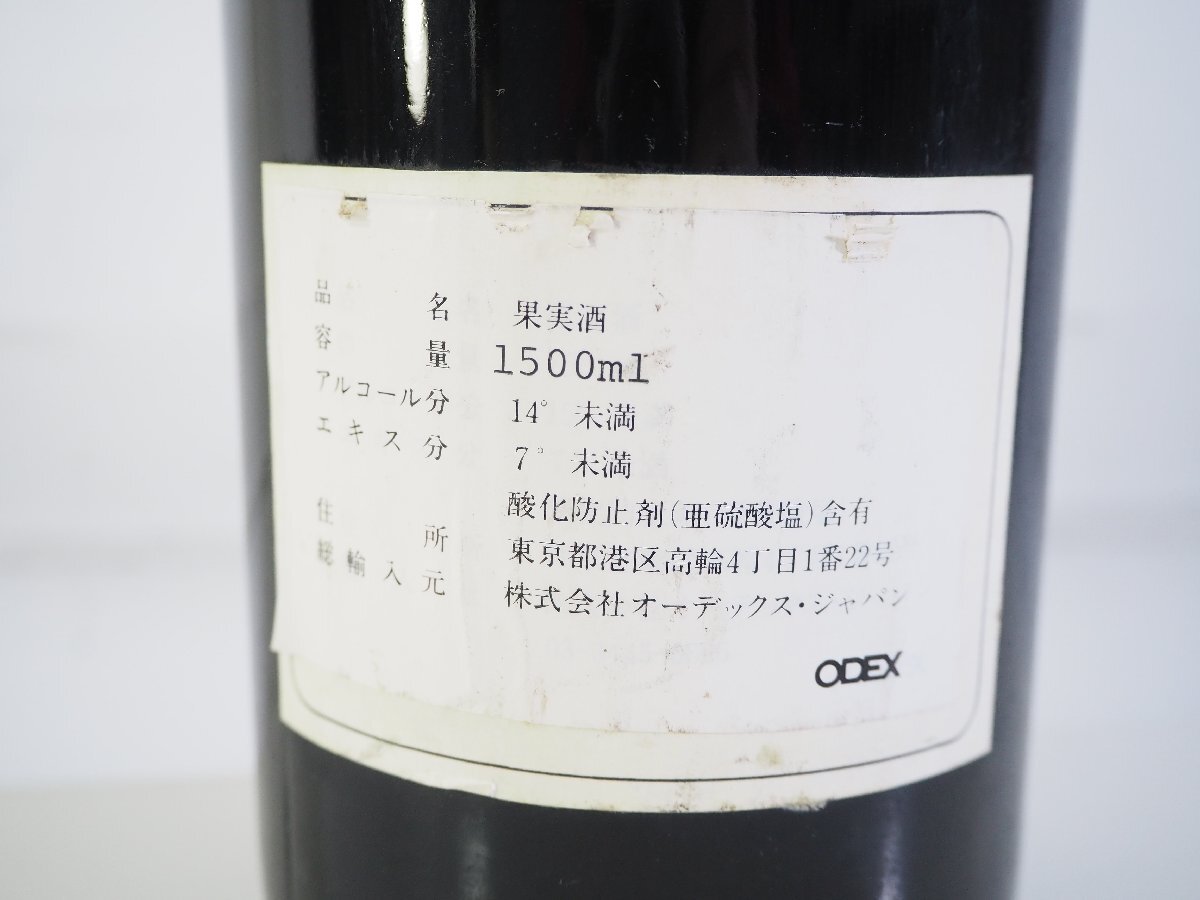 品名 果実酒
容量 1500ml
アルコール分 14° 未満
エキス分 7° 未満
酸化防止剤(亜硫酸塩)含有
住所 東京都港区高輪4丁目1番22号
総輸入元 株式会社オーデックス・ジャパン
ODEX